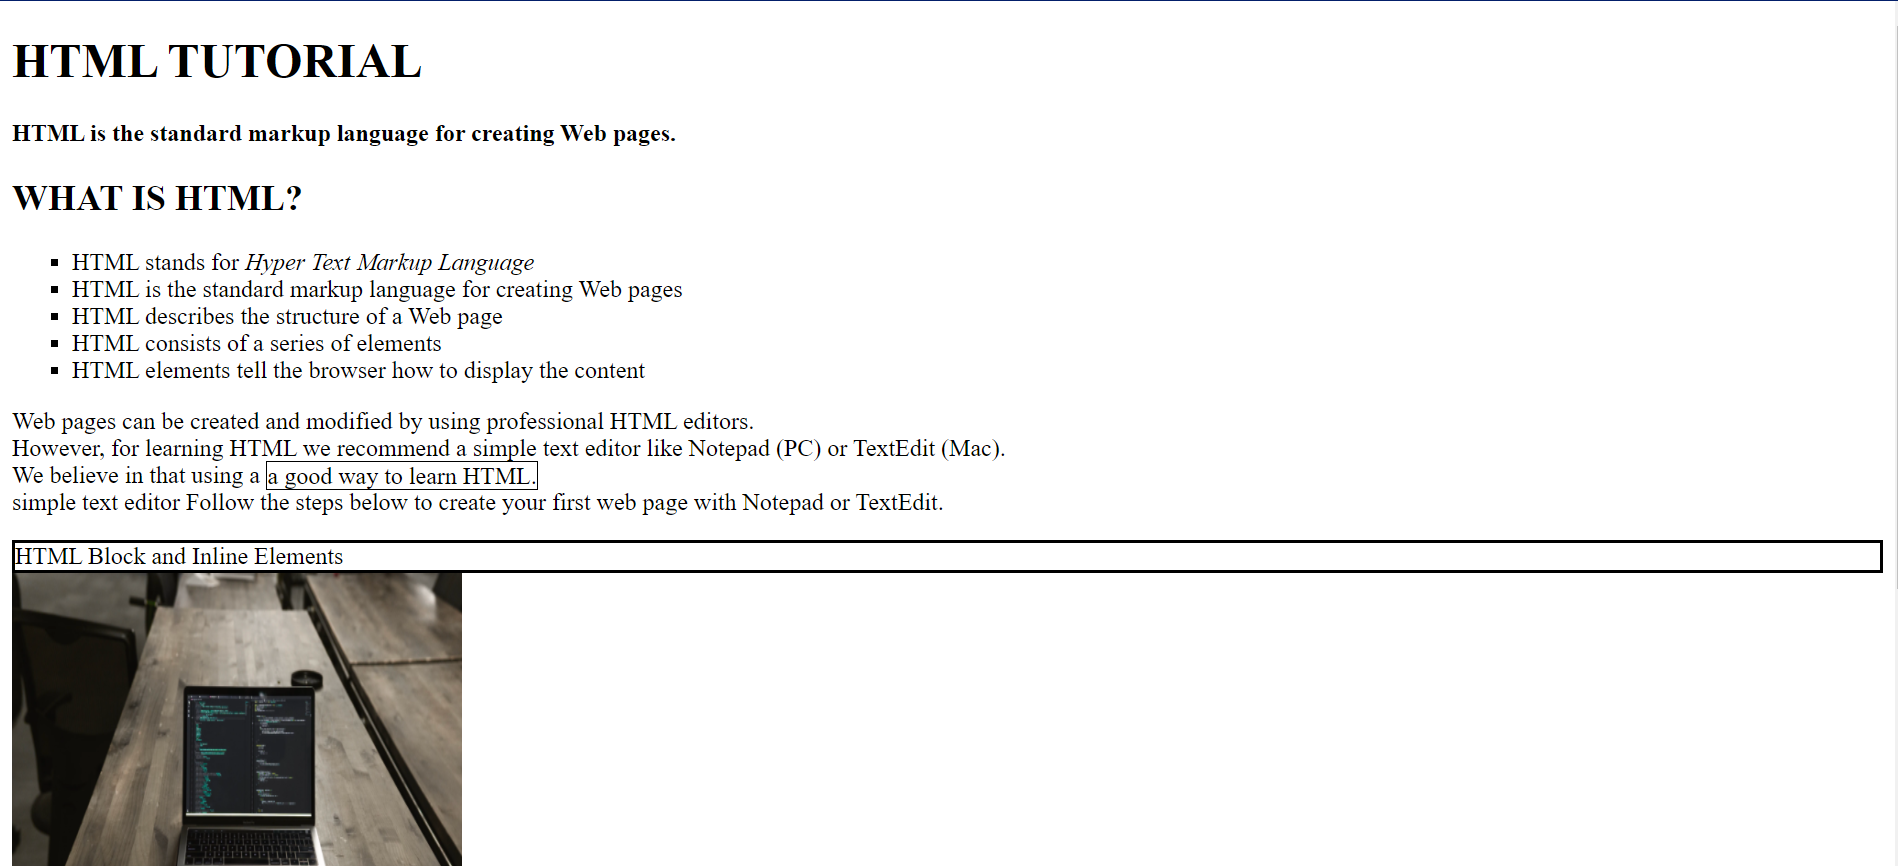 HTML TUTORIAL
HTML is the standard markup language for creating Web pages.
WHAT IS HTML?
HTML stands for Hyper Text Markup Language
HTML is the standard markup language for creating Web pages
HTML describes the structure of a Web page
HTML consists of a series of elements
HTML elements tell the browser how to display the content
Web pages can be created and modified by using professional HTML editors.
However, for learning HTML we recommend a simple text editor like Notepad (PC) or TextEdit (Mac).
We believe in that using a a good way to learn HTML.
simple text editor Follow the steps below to create your first web page with Notepad or TextEdit.
HTML Block and Inline Elements